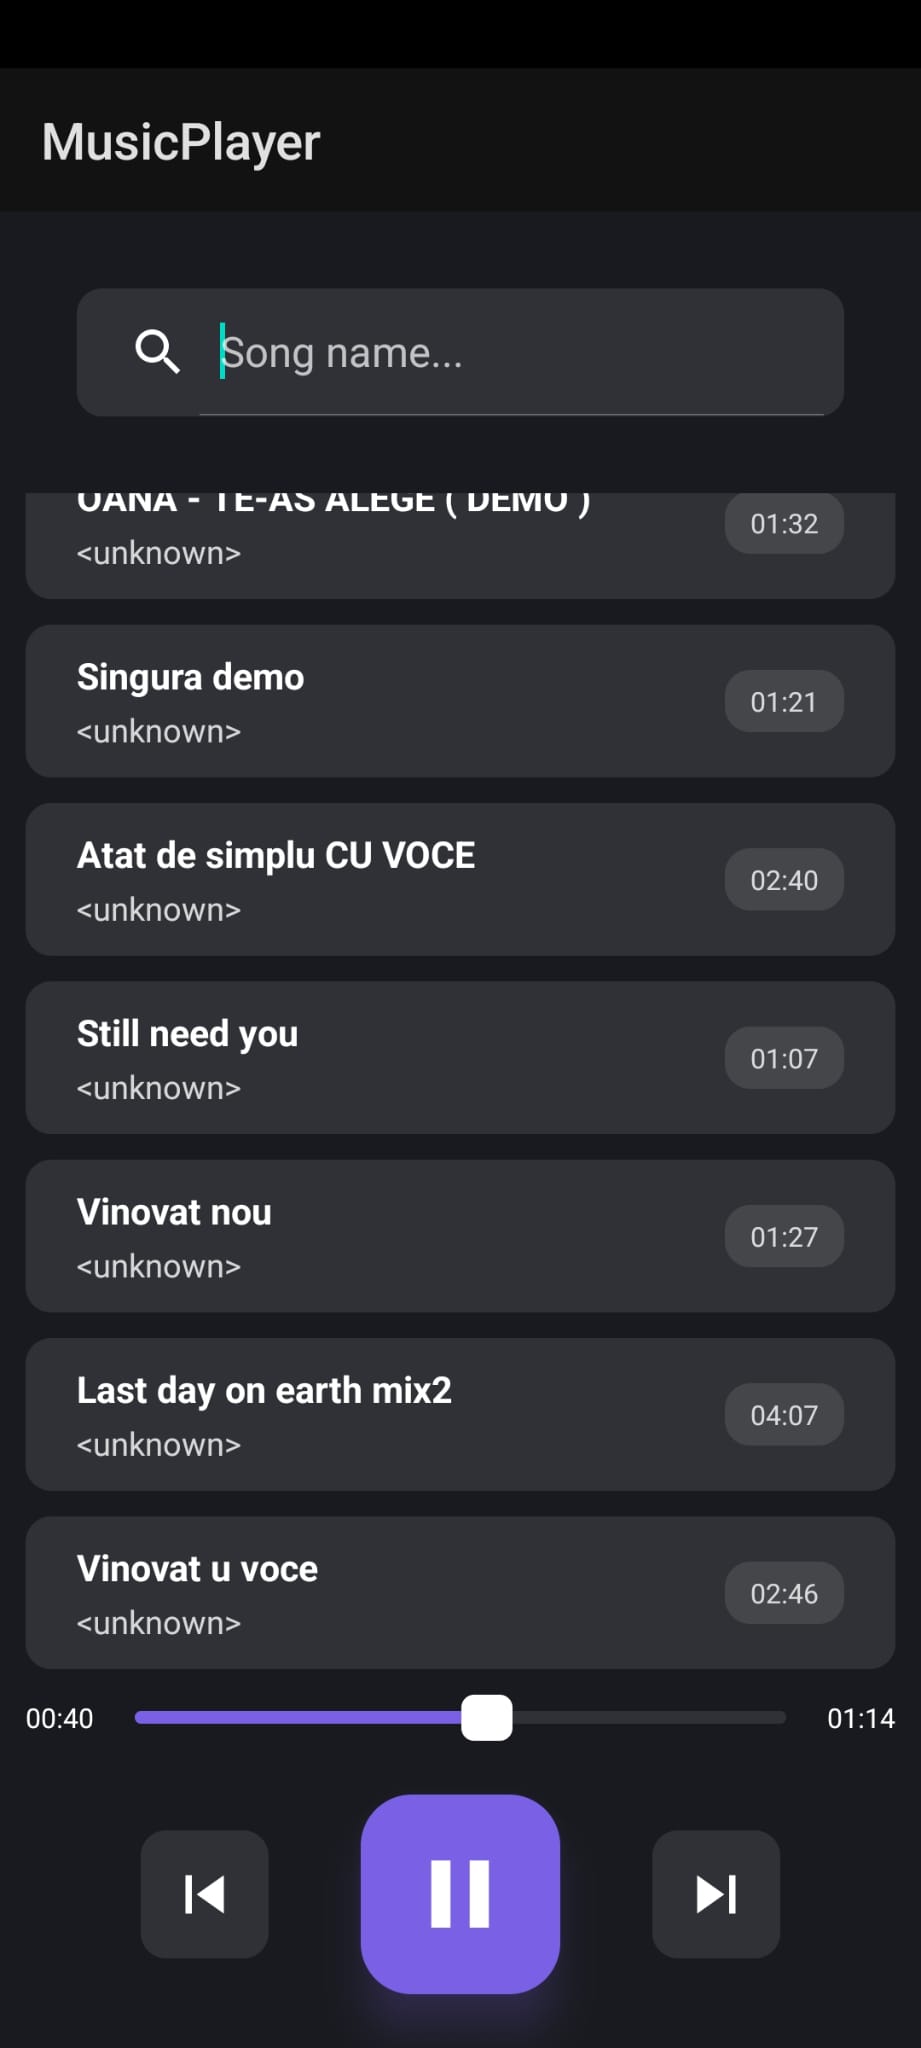 MusicPlayer
Song name...
OANA - TE-AS ALEGE ( DEMO )
01:32
<unknown>
Singura demo
01:21
<unknown>
Atat de simplu CU VOCE
02:40
<unknown>
Still need you
01:07
<unknown>
Vinovat nou
01:27
<unknown>
Last day on earth mix2
04:07
<unknown>
Vinovat u voce
02:46
<unknown>
00:40
01:14